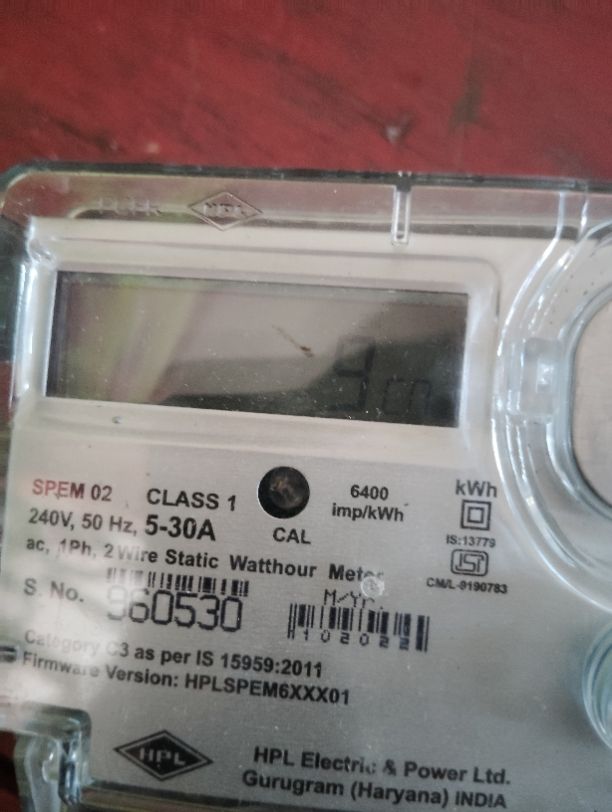 HPL
SPEM 02 CLASS 1
240V, 50 Hz, 5-30A
ac, 1Ph, 2 Wire Static Watthour Meter
CAL
6400
imp/kWh
kWh
IS:13779
ISI
CM/L-9190783
S. No. 960530
M/Yr.
102022
Category C3 as per IS 15959:2011
Firmware Version: HPLSPEM6XXX01
HPL
HPL Electric & Power Ltd.
Gurugram (Haryana) INDIA